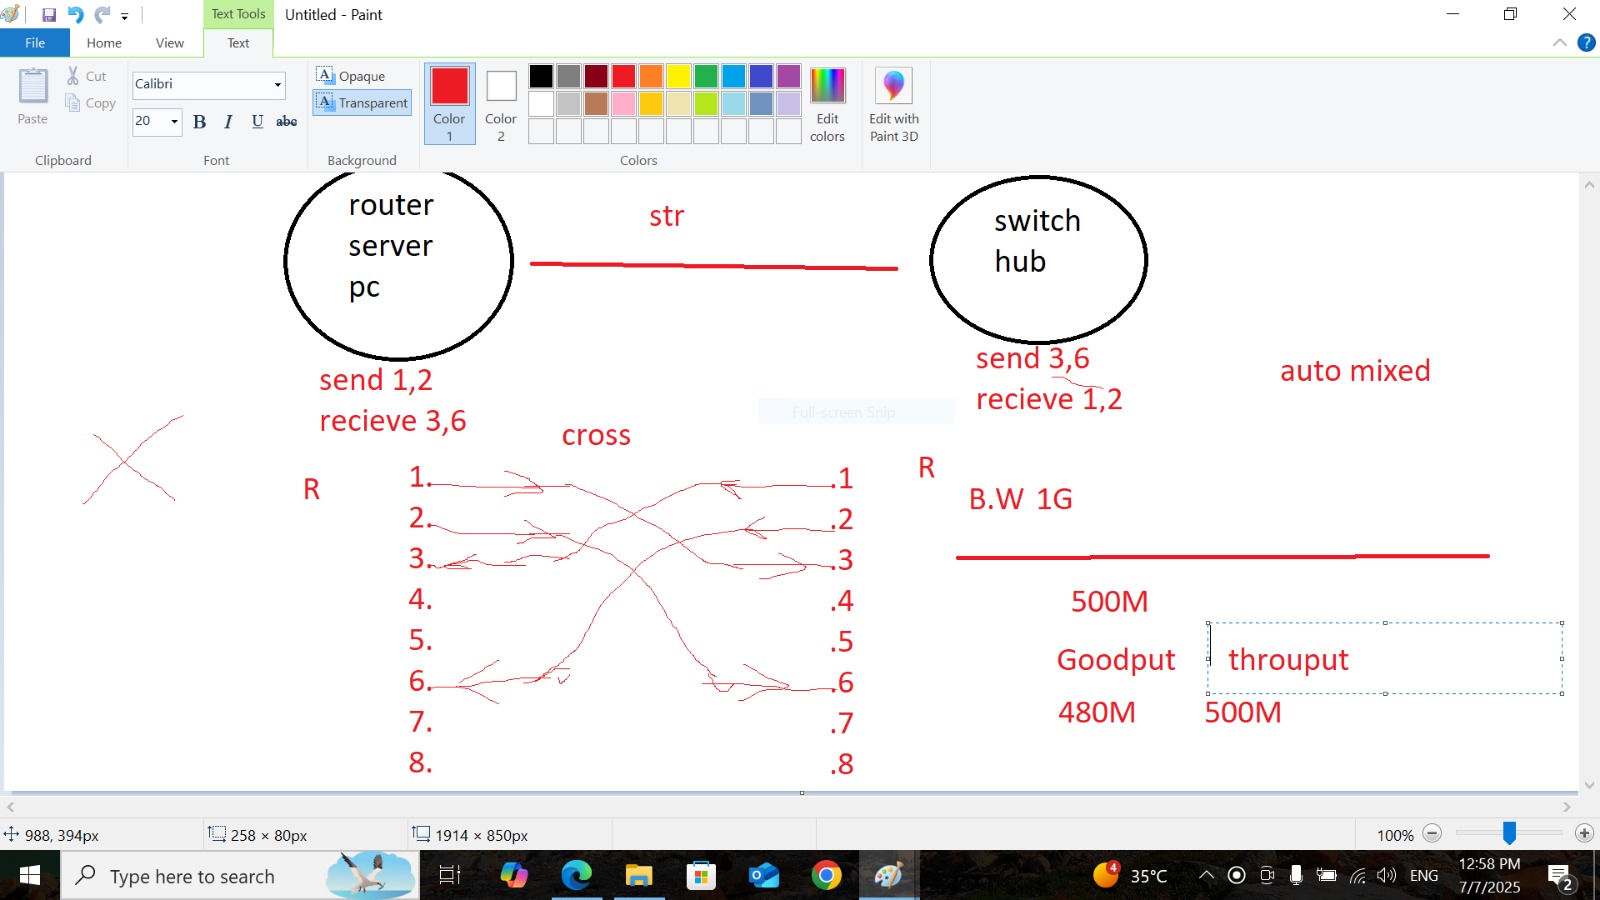 Text Tools
Untitled - Paint
File
Home
View
Text
Paste
Cut
Copy
Clipboard
Calibri
20
B I U abc
Font
Opaque
Transparent
Background
Color 1
Color 2
Edit colors
Colors
Edit with Paint 3D
router
server
pc
str
switch
hub
send 1,2
recieve 3,6
send 3,6
recieve 1,2
auto mixed
Full-screen Snip
cross
R
R
1. .1
2. .2
3. .3
4. .4
5. .5
6. .6
7. .7
8. .8
B.W 1G
500M
Goodput throuput
480M 500M
988, 394px
258 × 80px
1914 × 850px
100%
Type here to search
4
35°C
ENG
12:58 PM
7/7/2025
2